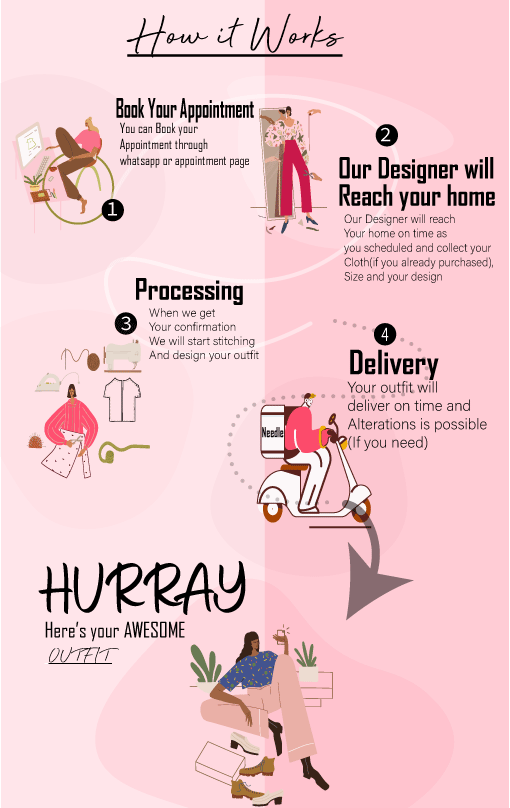 How it Works
Book Your Appointment
You can Book your
Appointment through
whatsapp or appointment page
1
2
Our Designer will
Reach your home
Our Designer will reach
Your home on time as
you scheduled and collect your
Cloth(if you already purchased),
Size and your design
Processing
3
When we get
Your confirmation
We will start stitching
And design your outfit
4
Delivery
Your outfit will
deliver on time and
Alterations is possible
(If you need)
Needle
HURRAY
Here's your AWESOME
OUTFIT